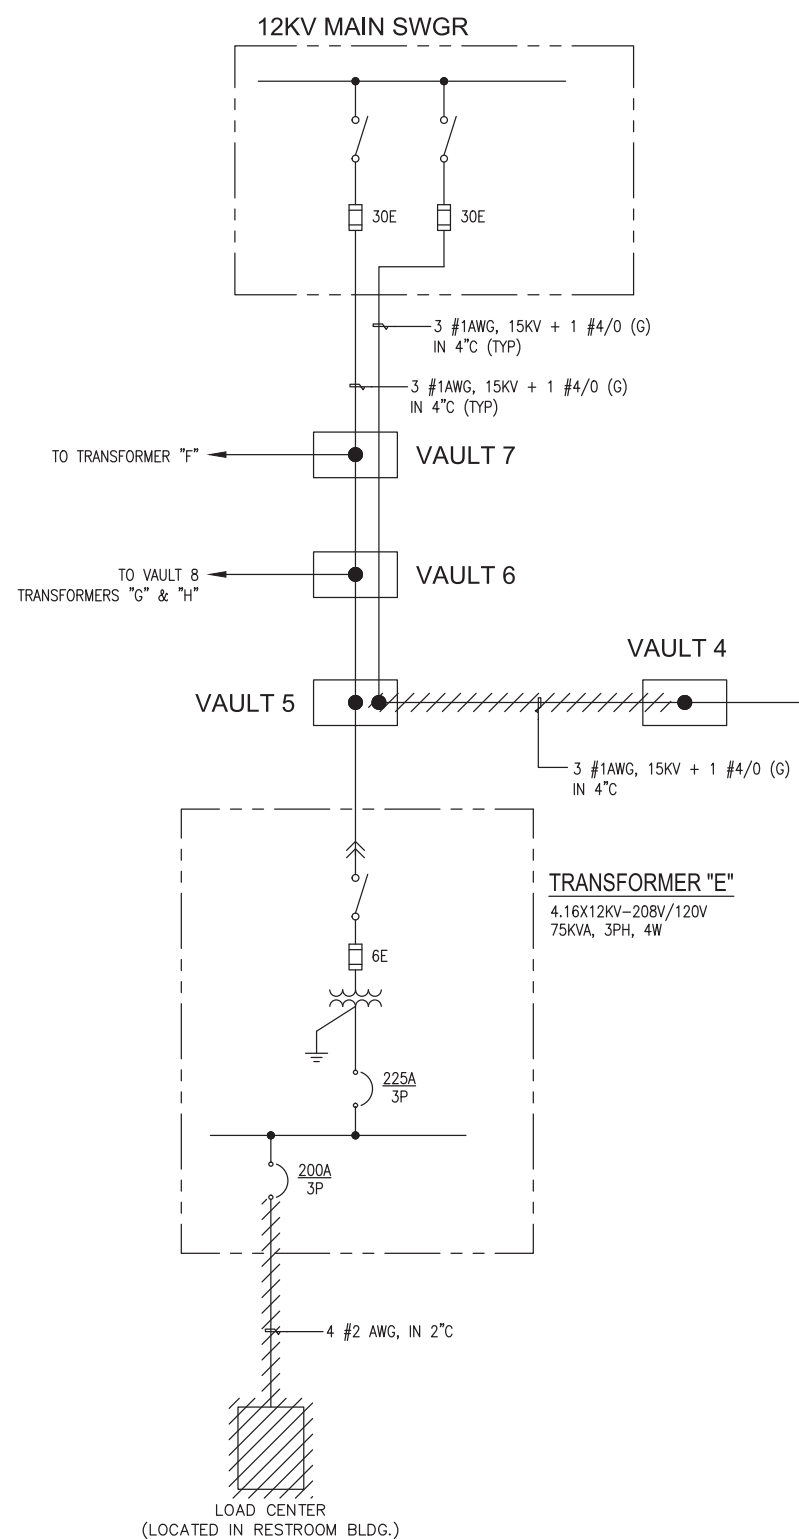 12KV MAIN SWGR
30E
30E
3 #1AWG, 15KV + 1 #4/0 (G)
IN 4"C (TYP)
3 #1AWG, 15KV + 1 #4/0 (G)
IN 4"C (TYP)
TO TRANSFORMER "F"
VAULT 7
TO VAULT 8
TRANSFORMERS "G" & "H"
VAULT 6
VAULT 4
VAULT 5
3 #1AWG, 15KV + 1 #4/0 (G)
IN 4"C
TRANSFORMER "E"
4.16X12KV-208V/120V
75KVA, 3PH, 4W
6E
225A
3P
200A
3P
4 #2 AWG, IN 2"C
LOAD CENTER
(LOCATED IN RESTROOM BLDG.)